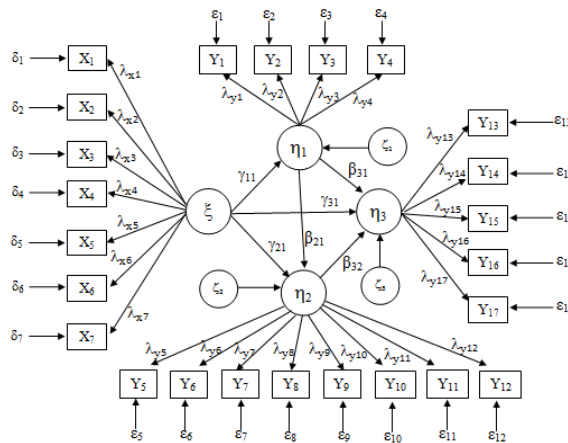 ε1 ε2 ε3 ε4
δ1 X1 Y1 Y2 Y3 Y4
λx1 λy1 λy2 λy3 λy4
δ2 X2 λx2 Y13 ε13
λy13
δ3 X3 λx3 η1 ζ1 λy14 Y14
γ11 β31
δ4 X4 λx4 ξ γ31 η3 λy15 Y15
δ5 X5 λx5 γ21 β21 β32 λy16 Y16
λx6
δ6 X6 ζ2 η2 ζ3 λy17 Y17
δ7 X7 λx7
λy5 λy6 λy7 λy8 λy9 λy10 λy11 λy12
Y5 Y6 Y7 Y8 Y9 Y10 Y11 Y12
ε5 ε6 ε7 ε8 ε9 ε10 ε11 ε12